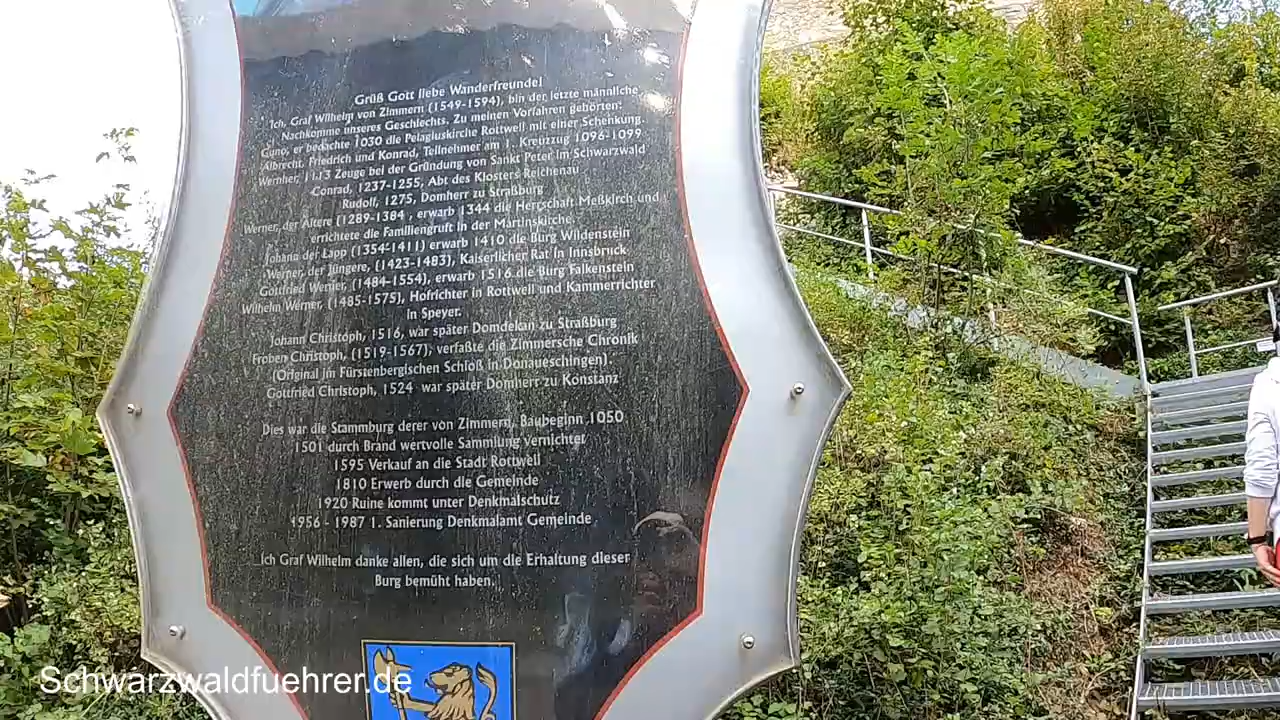 Grüß Gott liebe Wanderfreunde!
Ich, Graf Wilhelm von Zimmern (1549-1594), bin der letzte männliche
Nachkomme unseres Geschlechts. Zu meinen Vorfahren gehörten:
Cuno, er bedachte 1030 die Pelagiuskirche Rottwell mit einer Schenkung.
Albrecht, Friedrich und Konrad, Teilnehmer am 1. Kreuzzug 1096-1099
Wernher, 1113 Zeuge bei der Gründung von Sankt Peter im Schwarzwald
Conrad, 1237-1255, Abt des Klosters Reichenau
Rudolf, 1275, Domherr zu Straßburg
Werner, der Ältere (1289-1384, erwarb 1344 die Herrschaft Meßkirch und
errichtete die Familiengruft in der Martinskirche.
Johann der Lapp (1354-1411) erwarb 1410 die Burg Wildenstein
Werner, der Jüngere, (1423-1483), Kaiserlicher Rat in Innsbruck
Gottfried Werner, (1484-1554), erwarb 1516 die Burg Falkenstein
Wilhelm Werner, (1485-1575), Hofrichter in Rottwell und Kammerrichter
in Speyer.
Johann Christoph, 1516, war später Domdekan zu Straßburg
Froben Christoph, (1519-1567), verfaßte die Zimmersche Chronik
(Original im Fürstenbergischen Schloß in Donaueschingen).
Gottfried Christoph, 1524 war später Domherr zu Konstanz
Dies war die Stammburg derer von Zimmern, Baubeginn 1050
1501 durch Brand wertvolle Sammlung vernichtet
1595 Verkauf an die Stadt Rottwell
1810 Erwerb durch die Gemeinde
1920 Ruine kommt unter Denkmalschutz
1956 - 1987 1. Sanierung Denkmalamt Gemeinde
Ich Graf Wilhelm danke allen, die sich um die Erhaltung dieser
Burg bemüht haben.
Schwarzwaldfuehrer.de